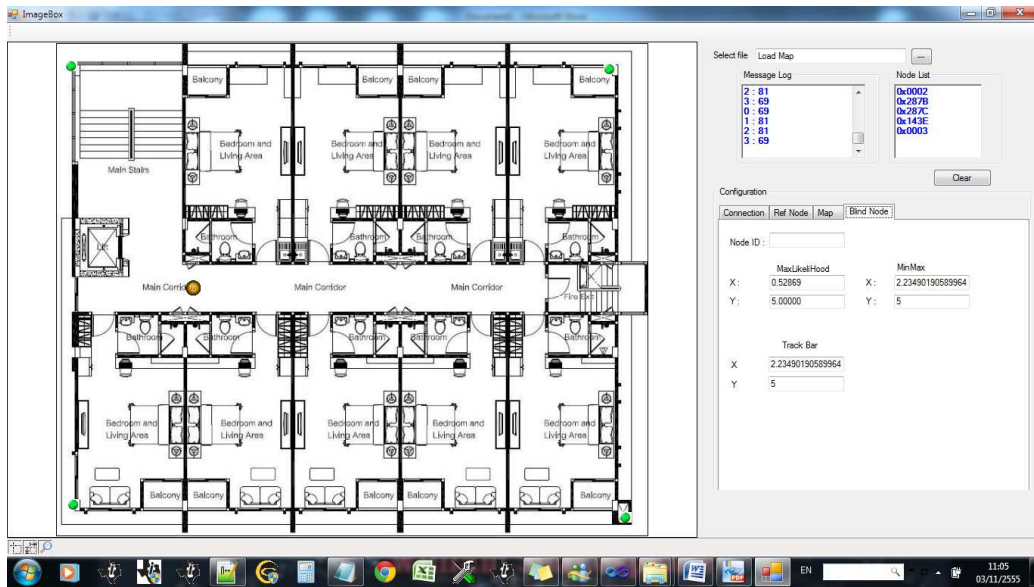 ImageBox
Select file
Load Map
...
Message Log
2 : 81
3 : 69
0 : 69
1 : 81
2 : 81
3 : 69
Node List
0x0002
0x287B
0x287C
0x143E
0x0003
Clear
Configuration
Connection Ref Node Map Blind Node
Node ID :
MaxLikeliHood MinMax
X : 0.52869 X : 2.23490190589964
Y : 5.00000 Y : 5
Track Bar
X 2.23490190589964
Y 5
Balcony Balcony Balcony Balcony
Bedroom and Bedroom and Bedroom and Bedroom and
Living Area Living Area Living Area Living Area
Main Stairs
Bathroom Bathroom Bathroom Bathroom
Lift
Main Corrid Main Corridor Main Corridor
Fire Exit
Bathroom Bathroom Bathroom Bathroom Bathroom
Bedroom and Bedroom and Bedroom and Bedroom and Bedroom and
Living Area Living Area Living Area Living Area Living Area
Balcony Balcony Balcony Balcony Balcony
EN
11:05
03/11/2555